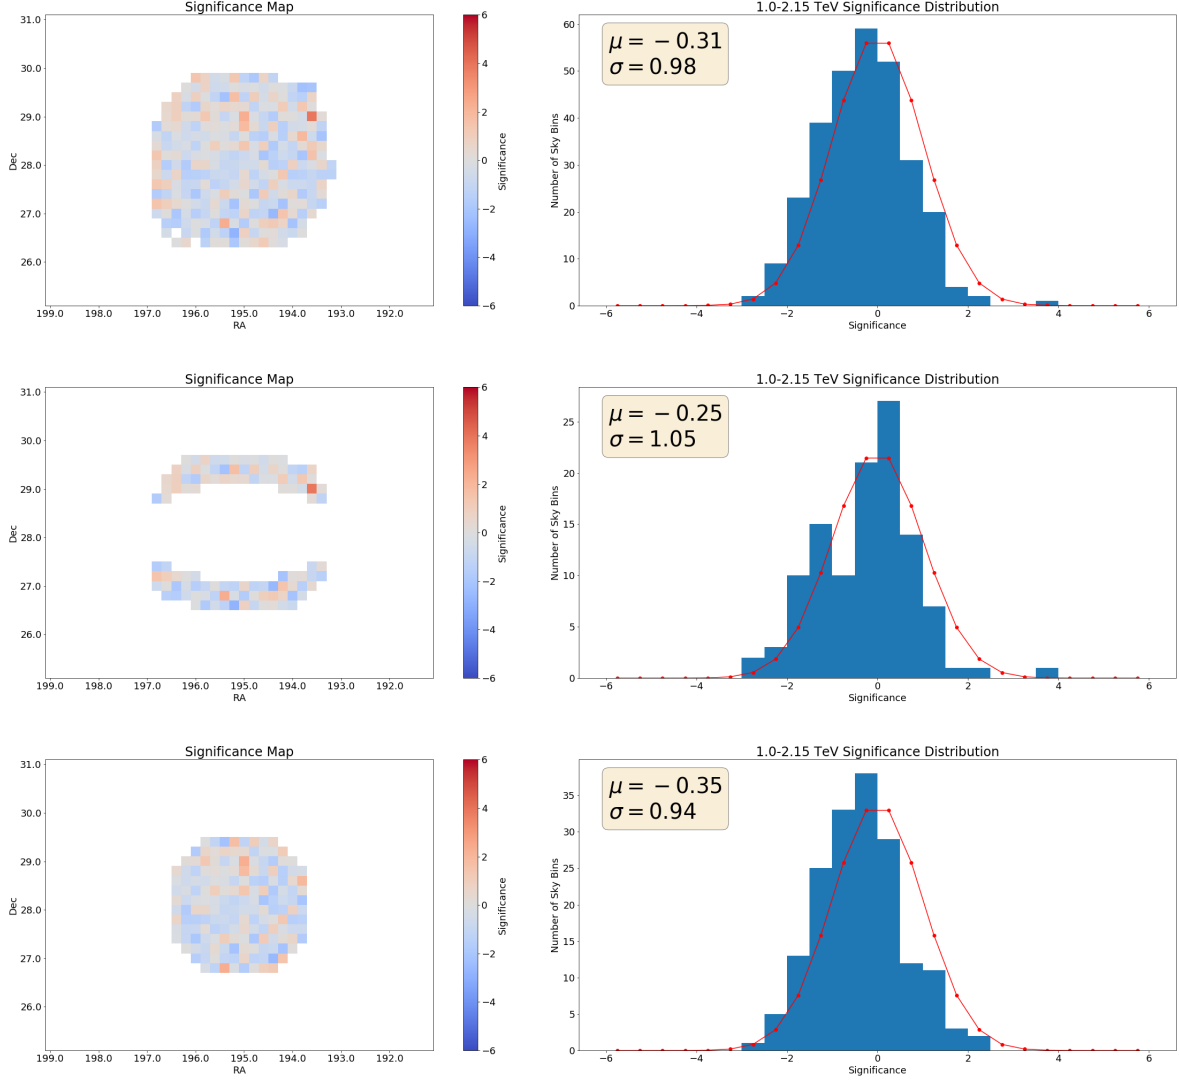 Significance Map
31.0
30.0
29.0
28.0
27.0
26.0
Dec
199.0 198.0 197.0 196.0 195.0 194.0 193.0 192.0
RA
6
4
2
0
−2
−4
−6
Significance
1.0-2.15 TeV Significance Distribution
μ = − 0.31
σ = 0.98
60
50
40
30
20
10
0
Number of Sky Bins
−6 −4 −2 0 2 4 6
Significance
Significance Map
31.0
30.0
29.0
28.0
27.0
26.0
Dec
199.0 198.0 197.0 196.0 195.0 194.0 193.0 192.0
RA
6
4
2
0
−2
−4
−6
Significance
1.0-2.15 TeV Significance Distribution
μ = − 0.25
σ = 1.05
25
20
15
10
5
0
Number of Sky Bins
−6 −4 −2 0 2 4 6
Significance
Significance Map
31.0
30.0
29.0
28.0
27.0
26.0
Dec
199.0 198.0 197.0 196.0 195.0 194.0 193.0 192.0
RA
6
4
2
0
−2
−4
−6
Significance
1.0-2.15 TeV Significance Distribution
μ = − 0.35
σ = 0.94
35
30
25
20
15
10
5
0
Number of Sky Bins
−6 −4 −2 0 2 4 6
Significance